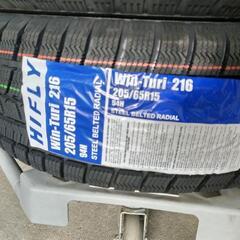 HIFLY
Win-Turi 216
205/65R15
94H
STEEL BELTED RADIAL
Win-Turi 216
205/65R15
94H
STEEL BELTED RADIAL